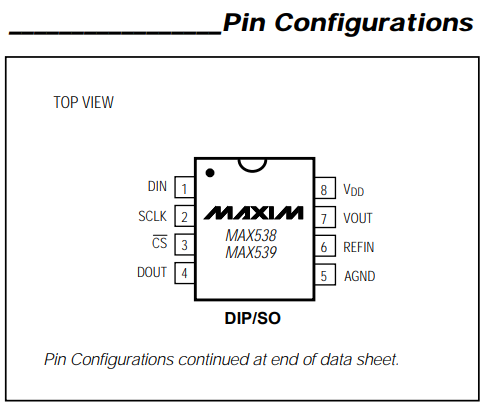 Pin Configurations
TOP VIEW
DIN 1
SCLK 2
C̅S̅ 3
DOUT 4
MAXIM
MAX538
MAX539
8 VDD
7 VOUT
6 REFIN
5 AGND
DIP/SO
Pin Configurations continued at end of data sheet.